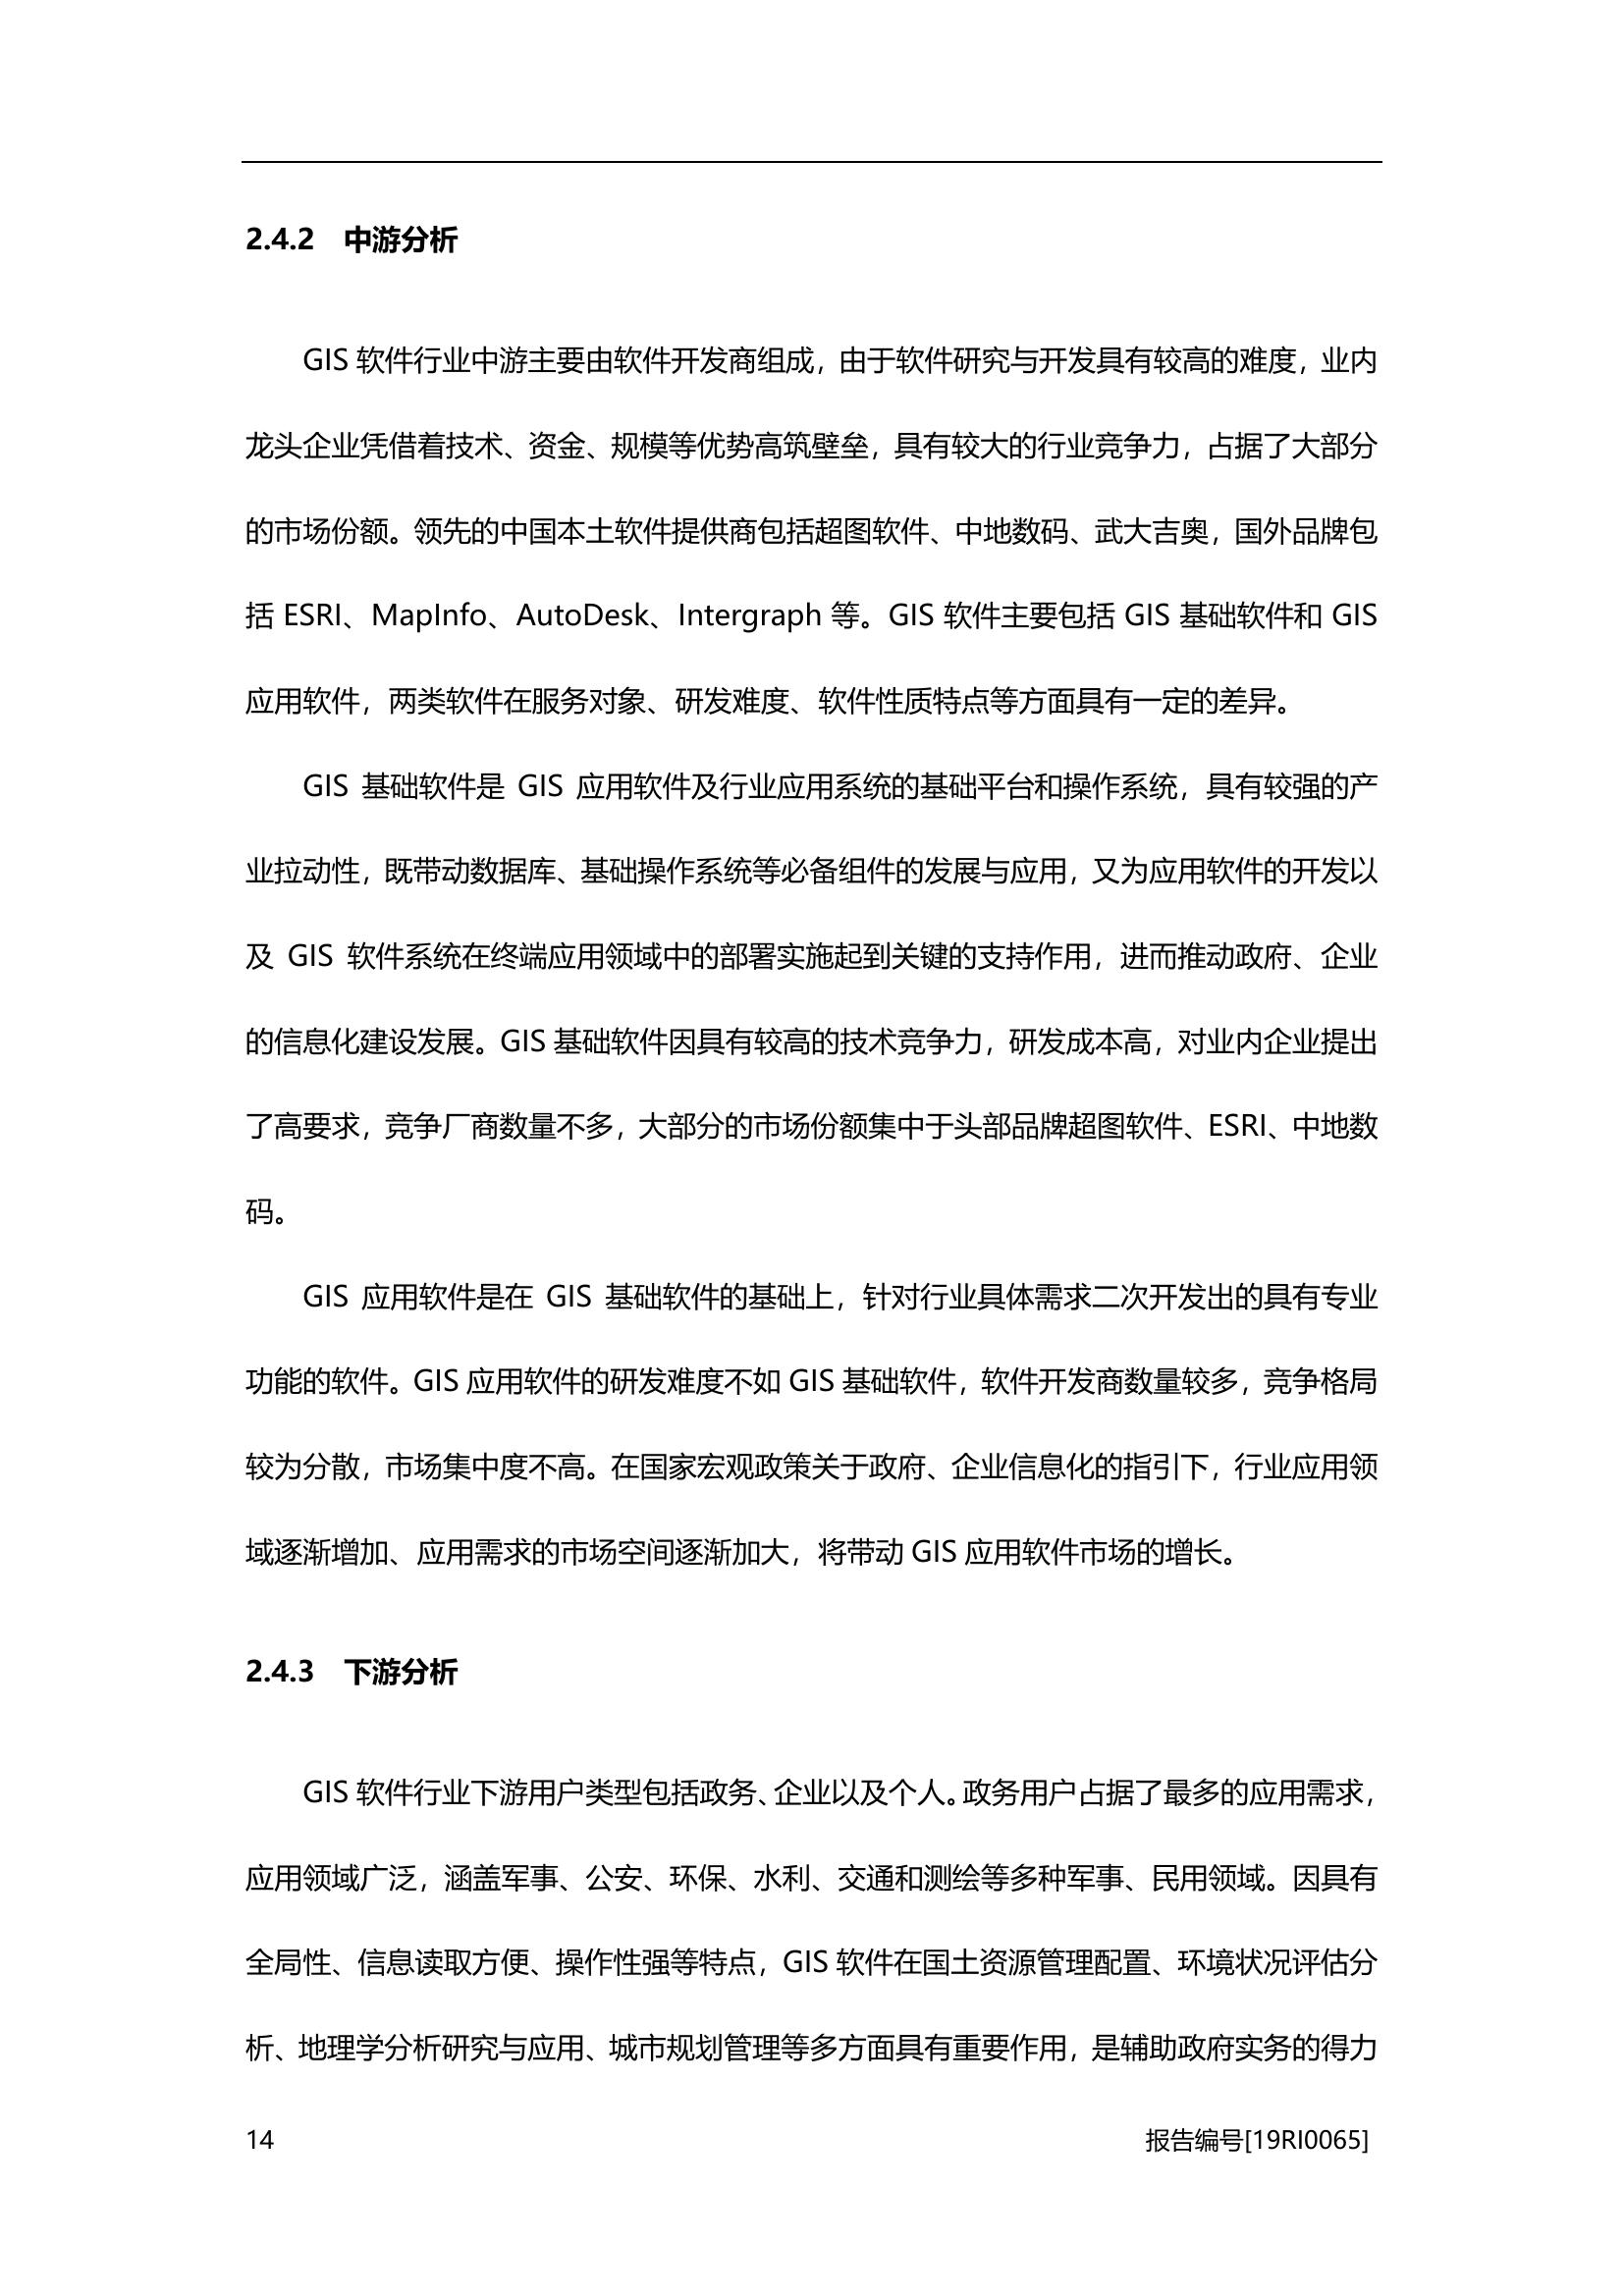 2.4.2 中游分析
GIS 软件行业中游主要由软件开发商组成，由于软件研究与开发具有较高的难度，业内
龙头企业凭借着技术、资金、规模等优势高筑壁垒，具有较大的行业竞争力，占据了大部分
的市场份额。领先的中国本土软件提供商包括超图软件、中地数码、武大吉奥，国外品牌包
括 ESRI、MapInfo、AutoDesk、Intergraph 等。GIS 软件主要包括 GIS 基础软件和 GIS
应用软件，两类软件在服务对象、研发难度、软件性质特点等方面具有一定的差异。
GIS 基础软件是 GIS 应用软件及行业应用系统的基础平台和操作系统，具有较强的产
业拉动性，既带动数据库、基础操作系统等必备组件的发展与应用，又为应用软件的开发以
及 GIS 软件系统在终端应用领域中的部署实施起到关键的支持作用，进而推动政府、企业
的信息化建设发展。GIS 基础软件因具有较高的技术竞争力，研发成本高，对业内企业提出
了高要求，竞争厂商数量不多，大部分的市场份额集中于头部品牌超图软件、ESRI、中地数
码。
GIS 应用软件是在 GIS 基础软件的基础上，针对行业具体需求二次开发出的具有专业
功能的软件。GIS 应用软件的研发难度不如 GIS 基础软件，软件开发商数量较多，竞争格局
较为分散，市场集中度不高。在国家宏观政策关于政府、企业信息化的指引下，行业应用领
域逐渐增加、应用需求的市场空间逐渐加大，将带动 GIS 应用软件市场的增长。
2.4.3 下游分析
GIS 软件行业下游用户类型包括政务、企业以及个人。政务用户占据了最多的应用需求，
应用领域广泛，涵盖军事、公安、环保、水利、交通和测绘等多种军事、民用领域。因具有
全局性、信息读取方便、操作性强等特点，GIS 软件在国土资源管理配置、环境状况评估分
析、地理学分析研究与应用、城市规划管理等多方面具有重要作用，是辅助政府实务的得力
14 报告编号[19RI0065]